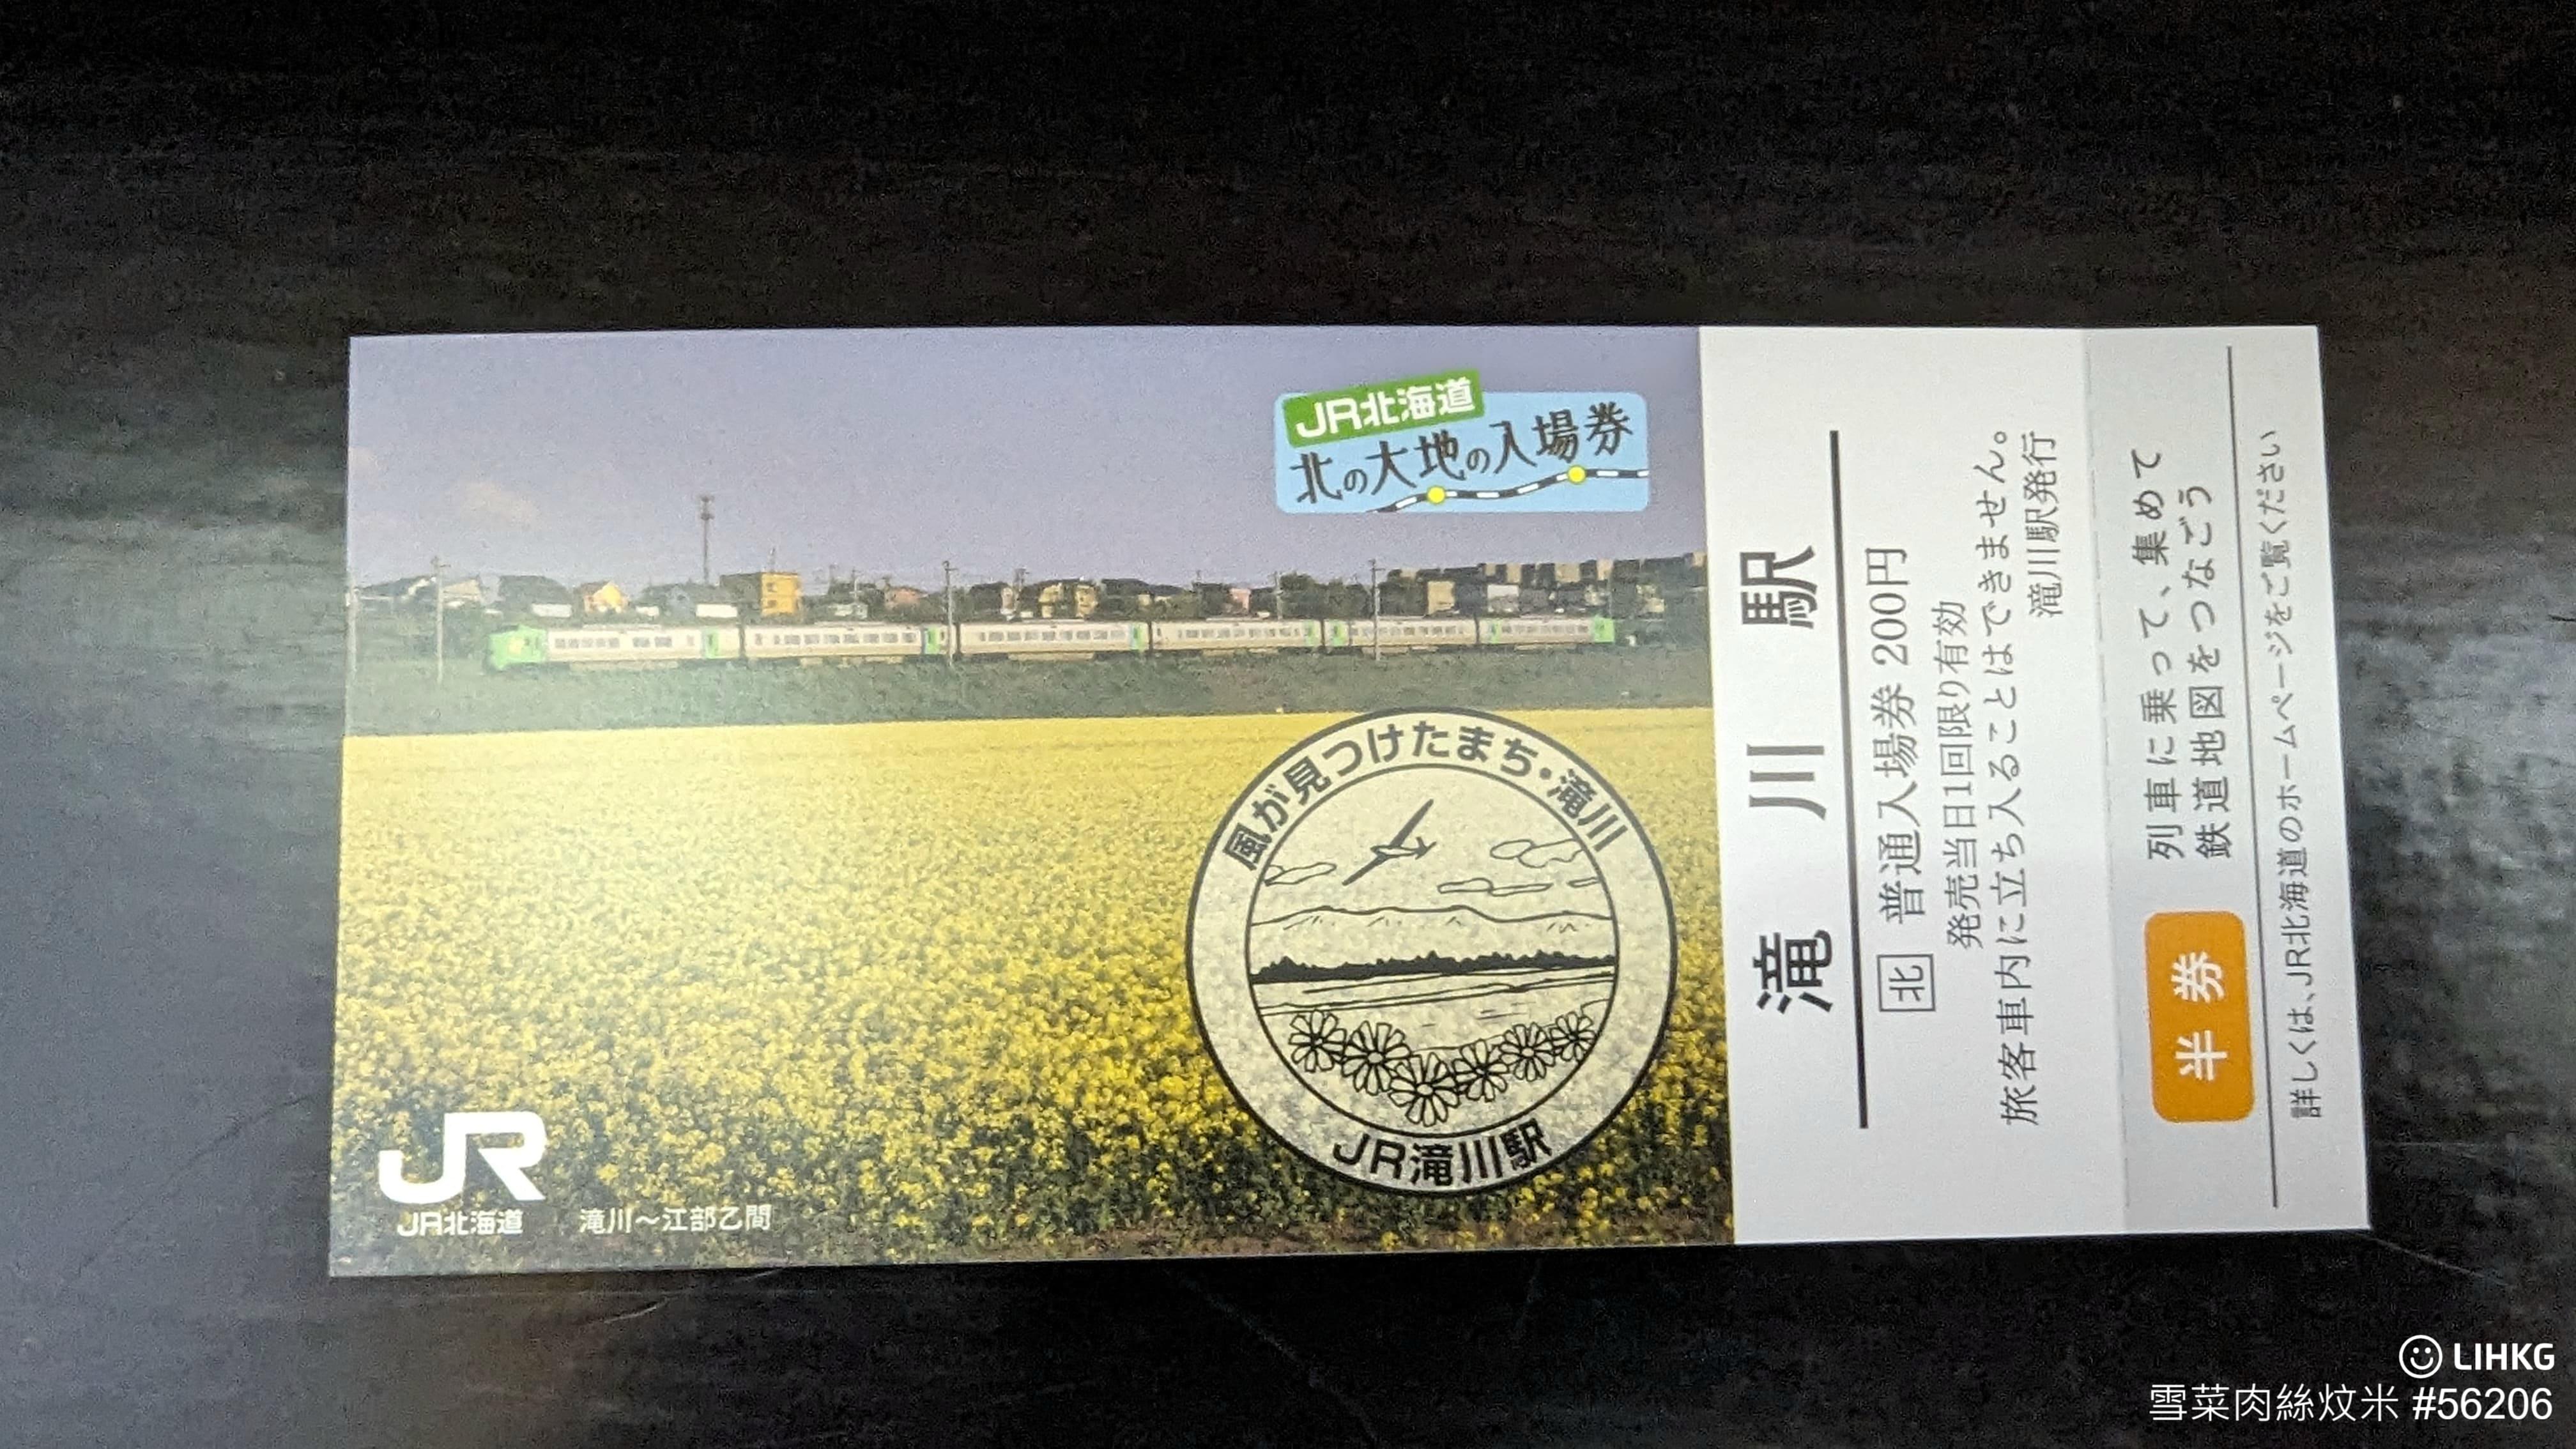 JR北海道
北の大地の入場券
風が見つけたまち・滝川
JR滝川駅
JR
JR北海道
滝川～江部乙間
滝川駅
北 普通入場券 200円
発売当日1回限り有効
旅客車内に立ち入ることはできません。
滝川駅発行
半券
列車に乗って、集めて
鉄道地図をつなごう
詳しくは、JR北海道のホームページをご覧ください
LIHKG
雪菜肉絲炆米 #56206